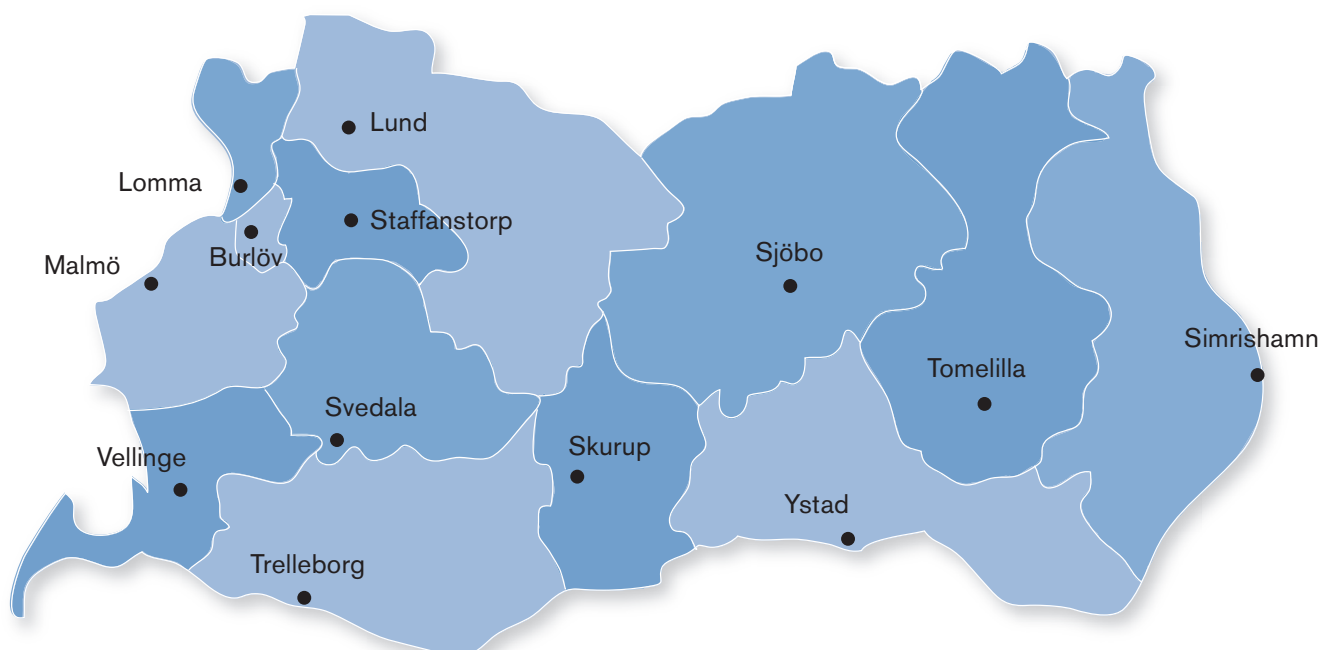 Lund
Lomma
Staffanstorp
Burlöv
Malmö
Sjöbo
Simrishamn
Tomelilla
Svedala
Skurup
Vellinge
Ystad
Trelleborg